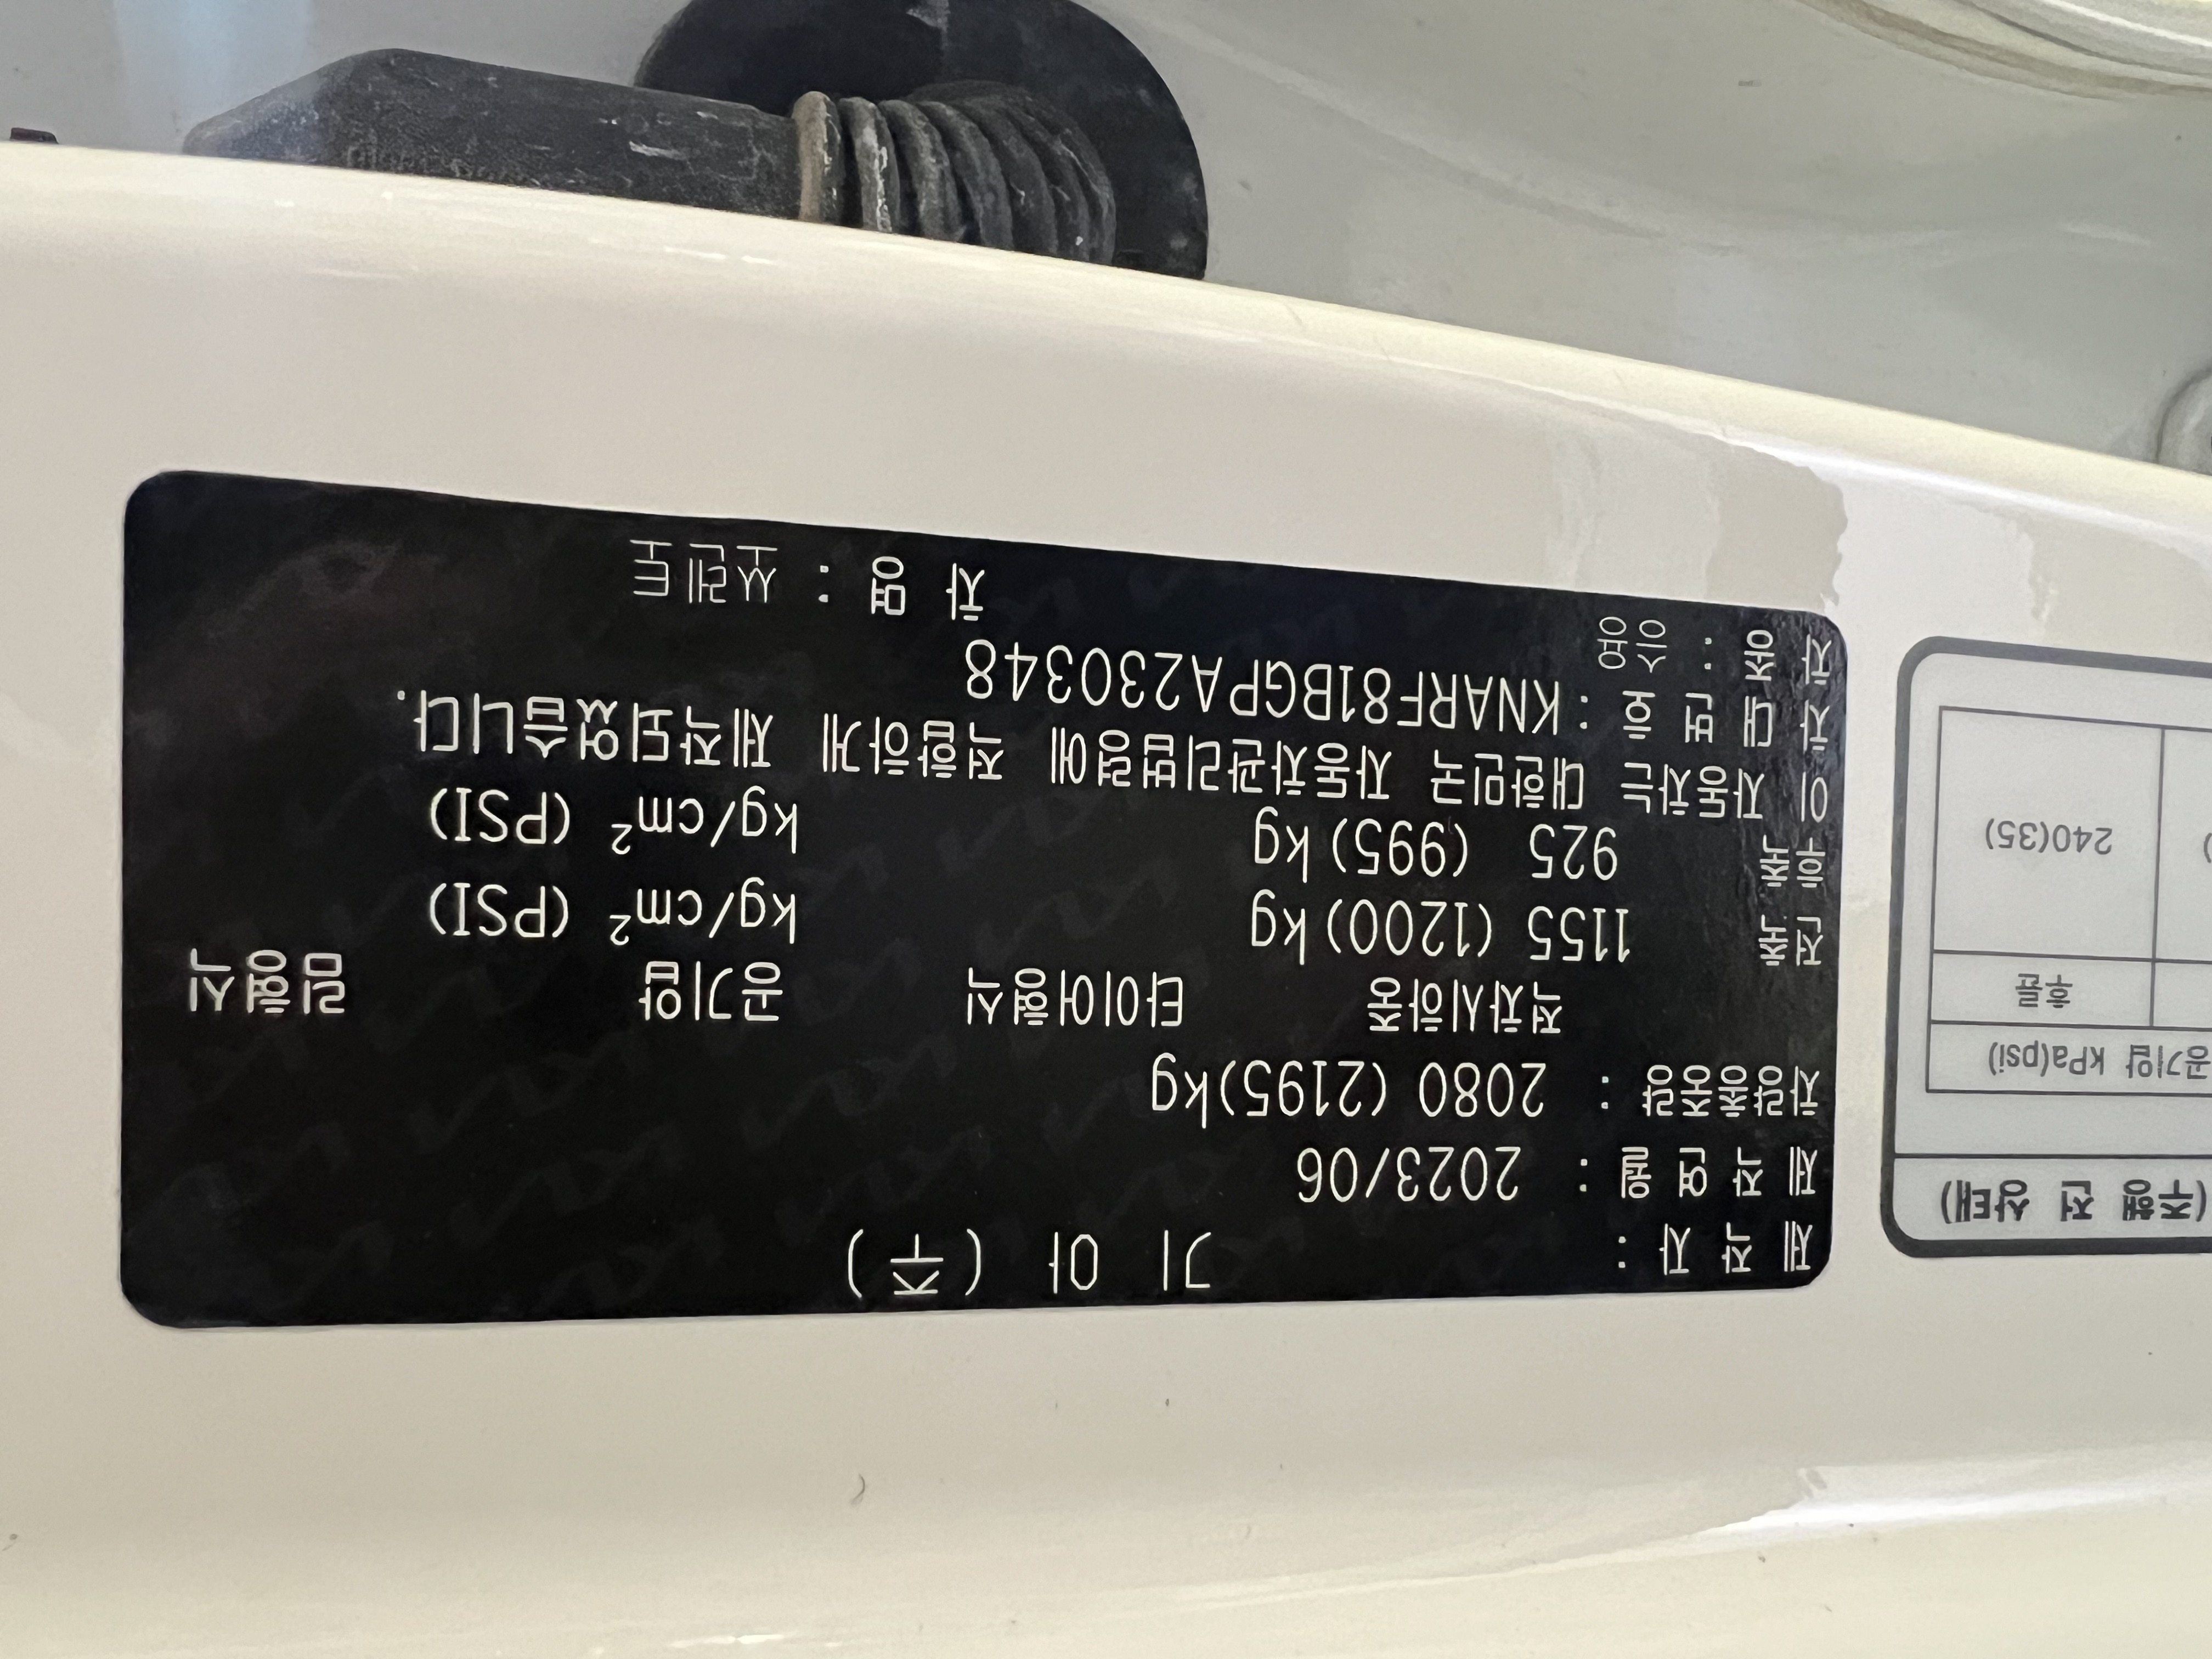 제 작 자 : 기 아 (주)
제 작 연 월 : 2023/06
차량총중량 : 2080 (2195)kg
적차시하중 타이어형식 공기압 림형식
전 축 1155 (1200) kg kg/cm² (PSI)
후 축 925 (995) kg kg/cm² (PSI)
이 자동차는 대한민국 자동차관리법령에 적합하게 제작되었습니다.
차 대 번 호 : KNARF81BGPA230348
차 종 : 승용 차 명 : 쏘렌토
(주행 전 상태)
공기압 kPa(psi)
후륜
240(35)